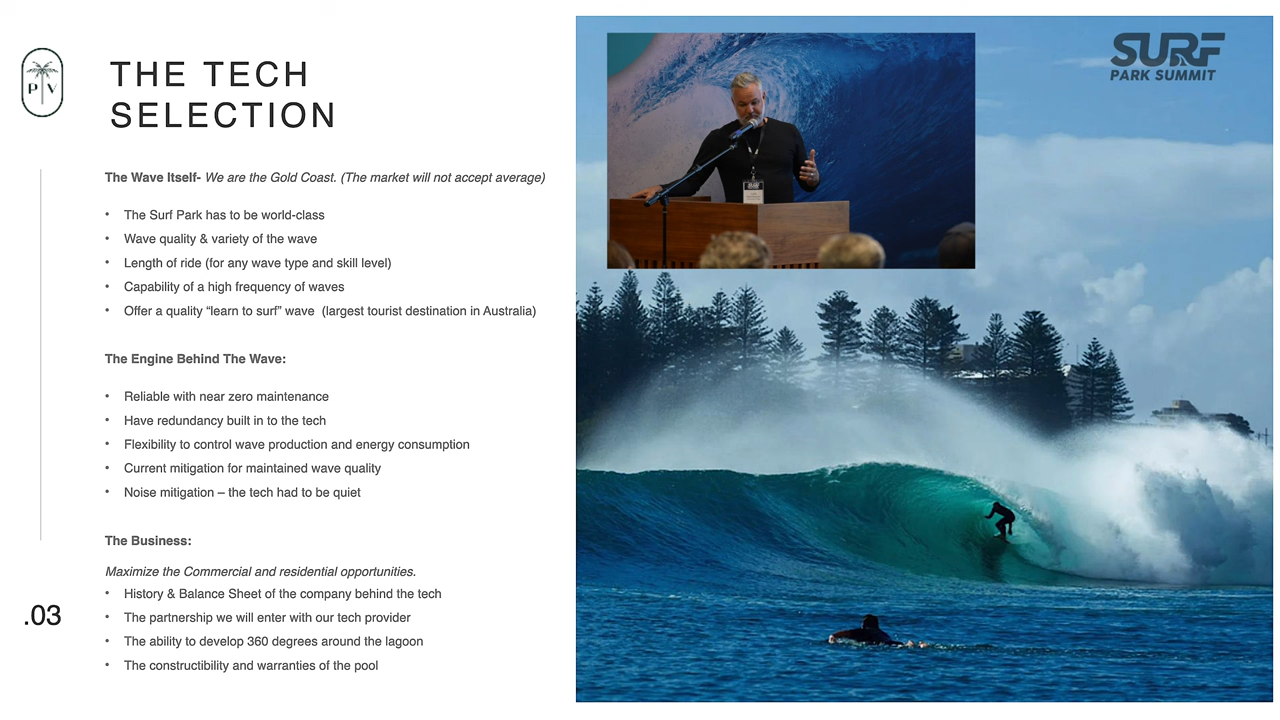 P V
THE TECH
SELECTION
The Wave Itself- We are the Gold Coast. (The market will not accept average)
• The Surf Park has to be world-class
• Wave quality & variety of the wave
• Length of ride (for any wave type and skill level)
• Capability of a high frequency of waves
• Offer a quality “learn to surf” wave (largest tourist destination in Australia)
The Engine Behind The Wave:
• Reliable with near zero maintenance
• Have redundancy built in to the tech
• Flexibility to control wave production and energy consumption
• Current mitigation for maintained wave quality
• Noise mitigation – the tech had to be quiet
The Business:
Maximize the Commercial and residential opportunities.
• History & Balance Sheet of the company behind the tech
• The partnership we will enter with our tech provider
• The ability to develop 360 degrees around the lagoon
• The constructibility and warranties of the pool
.03
SURF
PARK SUMMIT